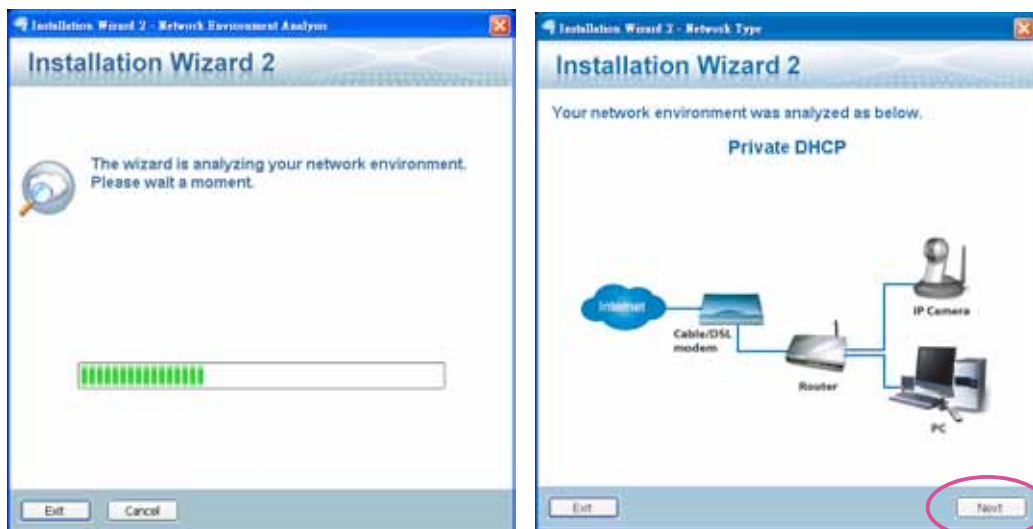 Installation Wizard 2 - Network Environment Analysis
Installation Wizard 2
The wizard is analyzing your network environment.
Please wait a moment.
Exit
Cancel
Installation Wizard 2 - Network Type
Installation Wizard 2
Your network environment was analyzed as below.
Private DHCP
Internet
Cable/DSL
modem
Router
IP Camera
PC
Exit
Next